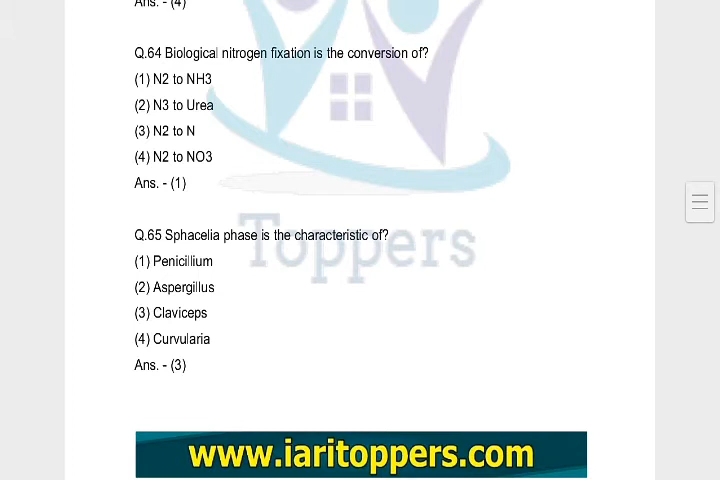 Ans. - (4)
Q.64 Biological nitrogen fixation is the conversion of?
(1) N2 to NH3
(2) N3 to Urea
(3) N2 to N
(4) N2 to NO3
Ans. - (1)
Q.65 Sphacelia phase is the characteristic of?
Toppers
(1) Penicillium
(2) Aspergillus
(3) Claviceps
(4) Curvularia
Ans. - (3)
www.iaritoppers.com